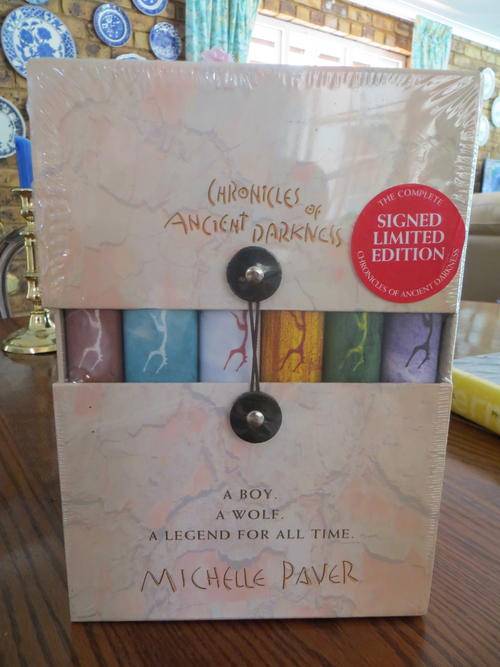 CHRONICLES
OF
ANCIENT DARKNESS
THE COMPLETE
SIGNED
LIMITED
EDITION
CHRONICLES OF ANCIENT DARKNESS
A BOY.
A WOLF.
A LEGEND FOR ALL TIME.
MICHELLE PAVER